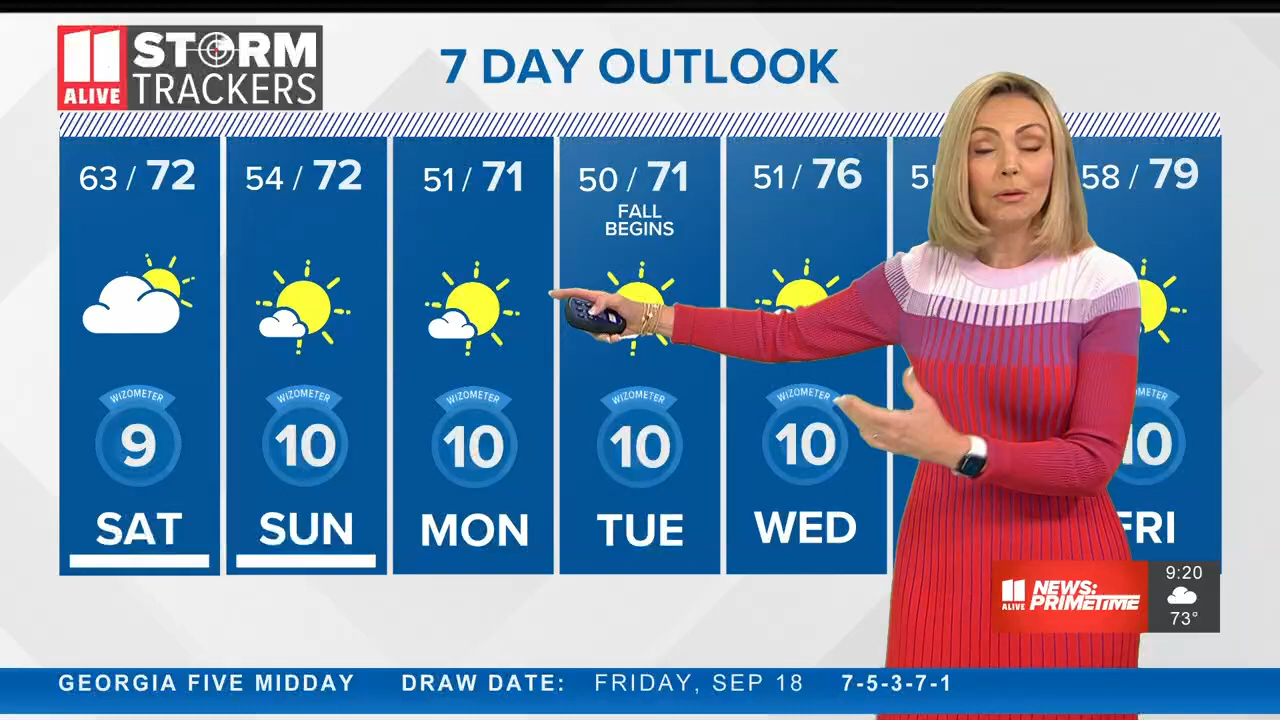 11 ALIVE STORM TRACKERS
7 DAY OUTLOOK
63 / 72
54 / 72
51 / 71
50 / 71
51 / 76
58 / 79
FALL
BEGINS
WIZOMETER
WIZOMETER
WIZOMETER
WIZOMETER
WIZOMETER
9
10
10
10
10
10
SAT
SUN
MON
TUE
WED
FRI
11 ALIVE NEWS: PRIMETIME
9:20
73°
GEORGIA FIVE MIDDAY DRAW DATE: FRIDAY, SEP 18 7-5-3-7-1